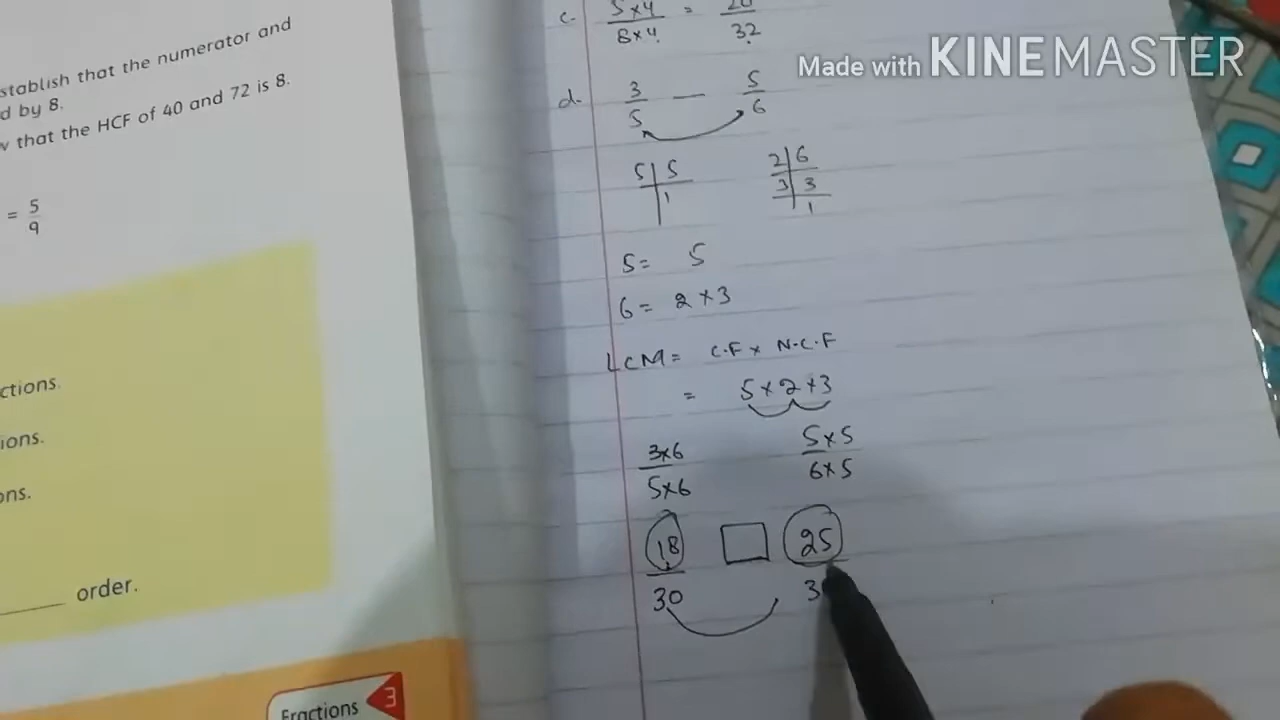 stablish that the numerator and
d by 8.
w that the HCF of 40 and 72 is 8.
= 5/9
ctions.
ions.
ons.
______ order.
Fractions 3
Made with KINEMASTER
c. 5×4/8×4 = 20/32
d. 3/5 — 5/6
5 | 5
1
2 | 6
3 | 3
1
5 = 5
6 = 2 × 3
LCM = C.F × N.C.F
= 5 × 2 × 3
3×6/5×6 5×5/6×5
18/30 □ 25/3